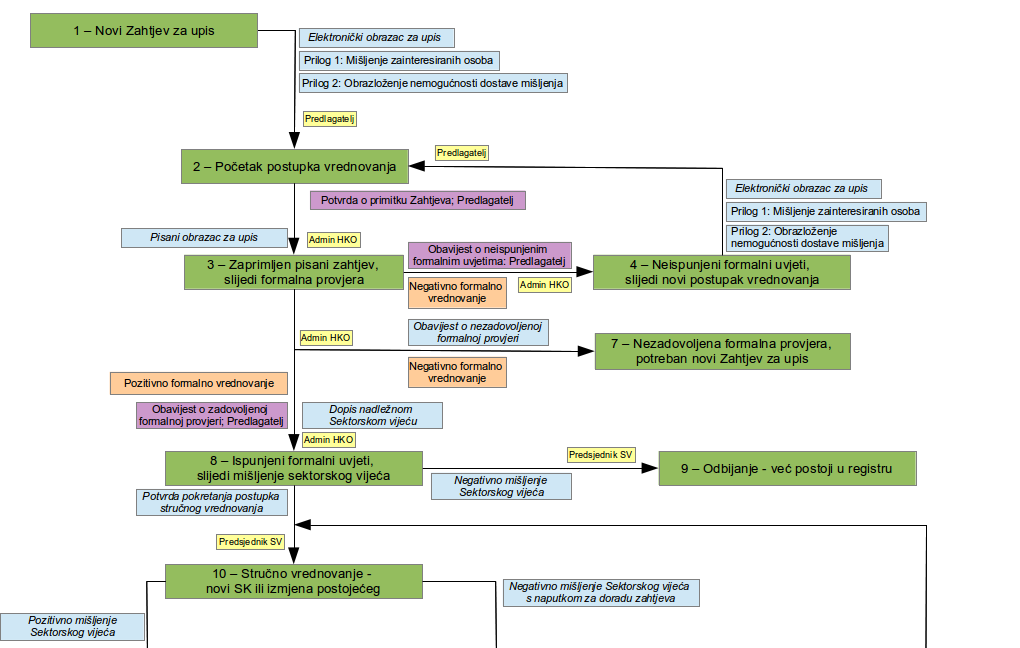 1 – Novi Zahtjev za upis
Elektronički obrazac za upis
Prilog 1: Mišljenje zainteresiranih osoba
Prilog 2: Obrazloženje nemogućnosti dostave mišljenja
Predlagatelj
2 – Početak postupka vrednovanja
Predlagatelj
Potvrda o primitku Zahtjeva; Predlagatelj
Elektronički obrazac za upis
Prilog 1: Mišljenje zainteresiranih osoba
Prilog 2: Obrazloženje
nemogućnosti dostave mišljenja
Pisani obrazac za upis
Admin HKO
3 – Zaprimljen pisani zahtjev,
slijedi formalna provjera
Obavijest o neispunjenim
formalnim uvjetima: Predlagatelj
Negativno formalno
vrednovanje
Admin HKO
4 – Neispunjeni formalni uvjeti,
slijedi novi postupak vrednovanja
Admin HKO
Obavijest o nezadovoljenoj
formalnoj provjeri
Negativno formalno
vrednovanje
7 – Nezadovoljena formalna provjera,
potreban novi Zahtjev za upis
Pozitivno formalno vrednovanje
Obavijest o zadovoljenoj
formalnoj provjeri; Predlagatelj
Dopis nadležnom
Sektorskom vijeću
Admin HKO
8 – Ispunjeni formalni uvjeti,
slijedi mišljenje sektorskog vijeća
Predsjednik SV
Negativno mišljenje
Sektorskog vijeća
9 – Odbijanje - već postoji u registru
Potvrda pokretanja postupka
stručnog vrednovanja
Predsjednik SV
10 – Stručno vrednovanje -
novi SK ili izmjena postojećeg
Negativno mišljenje Sektorskog vijeća
s naputkom za doradu zahtjeva
Pozitivno mišljenje
Sektorskog vijeća